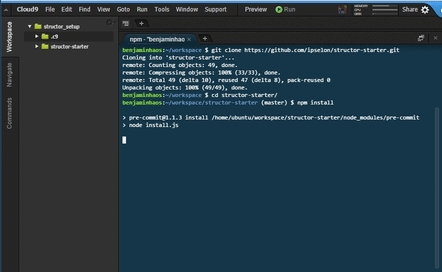 Cloud9 File Edit Find View Goto Run Tools Window Support Preview Run Share
MEMORY
CPU
DISK
Workspace
Navigate
Commands
structor_setup
.c9
structor-starter
npm - "benjaminhao
benjaminhaos:~/workspace $ git clone https://github.com/ipselon/structor-starter.git
Cloning into 'structor-starter'...
remote: Counting objects: 49, done.
remote: Compressing objects: 100% (33/33), done.
remote: Total 49 (delta 10), reused 47 (delta 8), pack-reused 0
Unpacking objects: 100% (49/49), done.
benjaminhaos:~/workspace $ cd structor-starter/
benjaminhaos:~/workspace/structor-starter (master) $ npm install
> pre-commit@1.1.3 install /home/ubuntu/workspace/structor-starter/node_modules/pre-commit
> node install.js